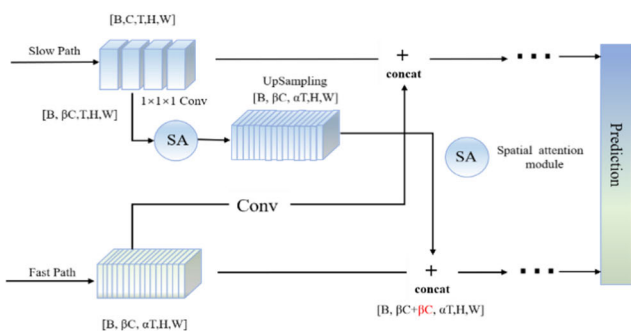 [B,C,T,H,W]
Slow Path
+
concat
UpSampling
[B, βC, αT,H,W]
1×1×1 Conv
[B, βC,T,H,W]
SA
SA
Spatial attention
module
Prediction
Conv
Fast Path
+
concat
[B, βC, αT,H,W]
[B, βC+βC, αT,H,W]